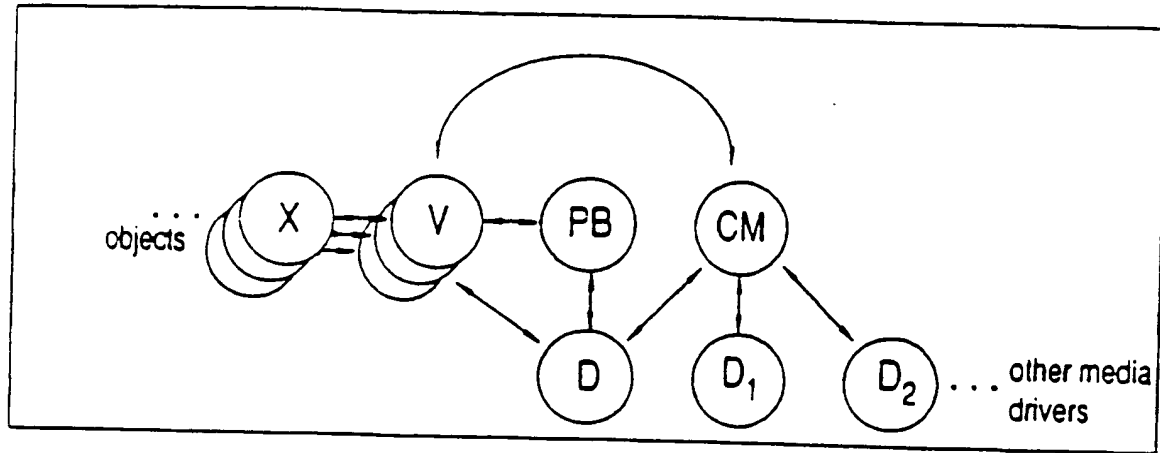 . . .
objects
X
V
PB
CM
D
D₁
D₂
. . . other media
drivers